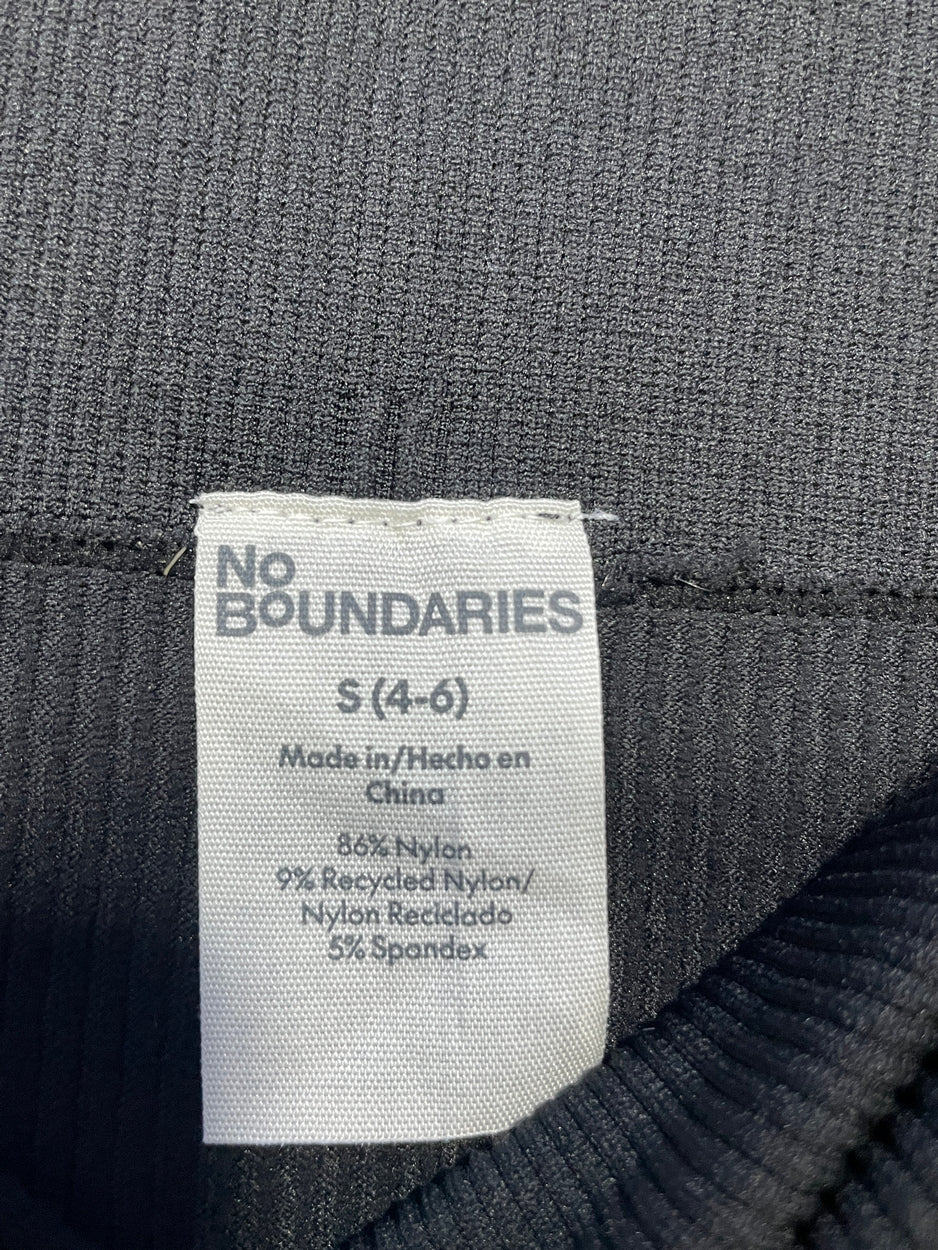 No
BoUNDARIES
S (4-6)
Made in/Hecho en
China
86% Nylon
9% Recycled Nylon/
Nylon Reciclado
5% Spandex